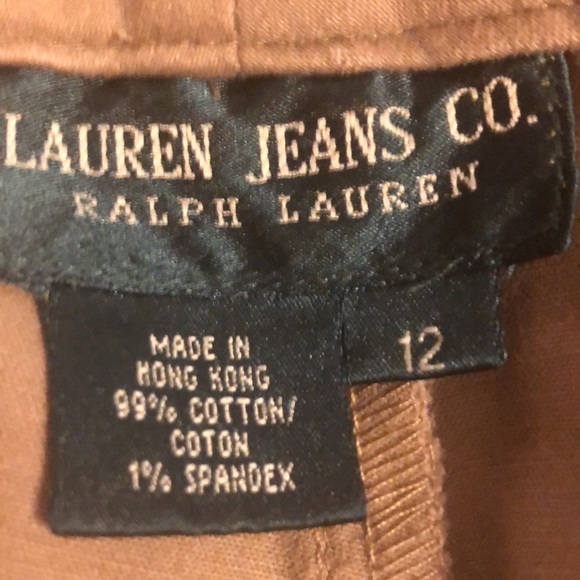 LAUREN JEANS CO.
RALPH LAUREN
12
MADE IN
HONG KONG
99% COTTON/
COTON
1% SPANDEX